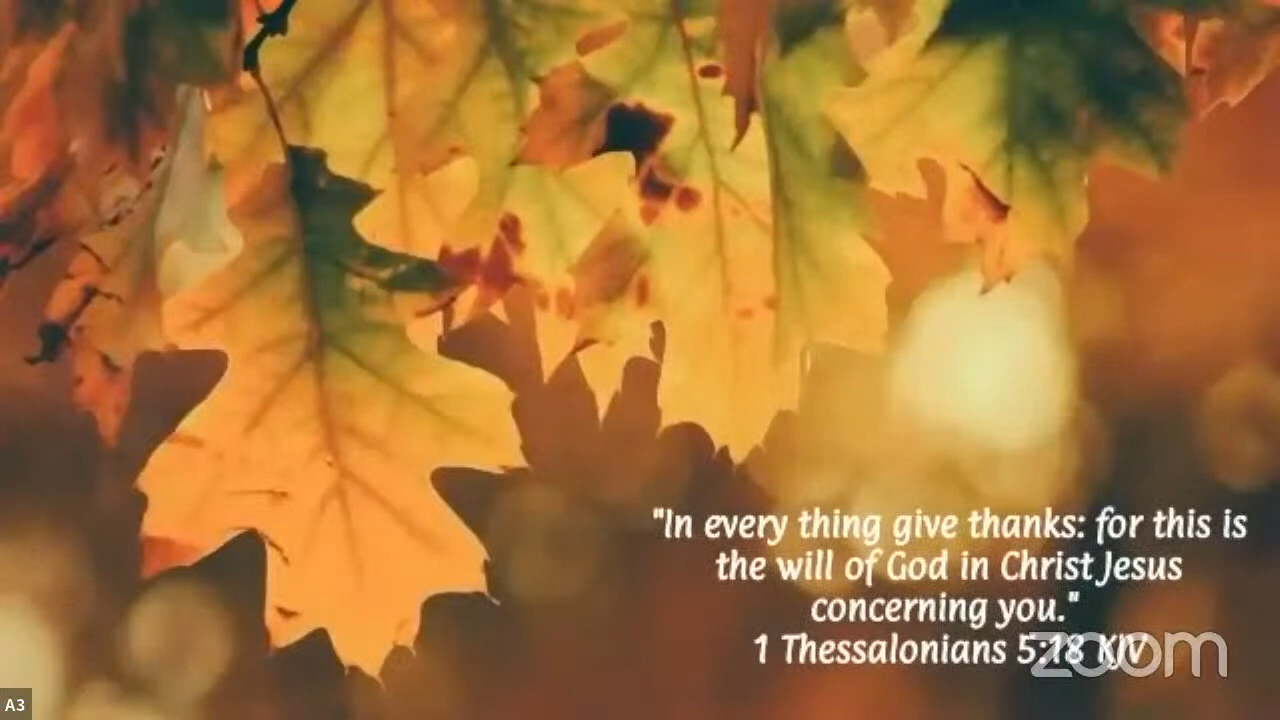 "In every thing give thanks: for this is
the will of God in Christ Jesus
concerning you."
1 Thessalonians 5:18 KJV
zoom
A3